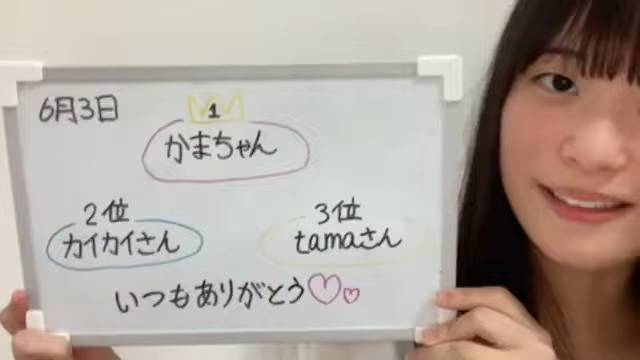 6月3日
1
かまちゃん
2位
カイカイさん
3位
tamaさん
いつもありがとう♡♡